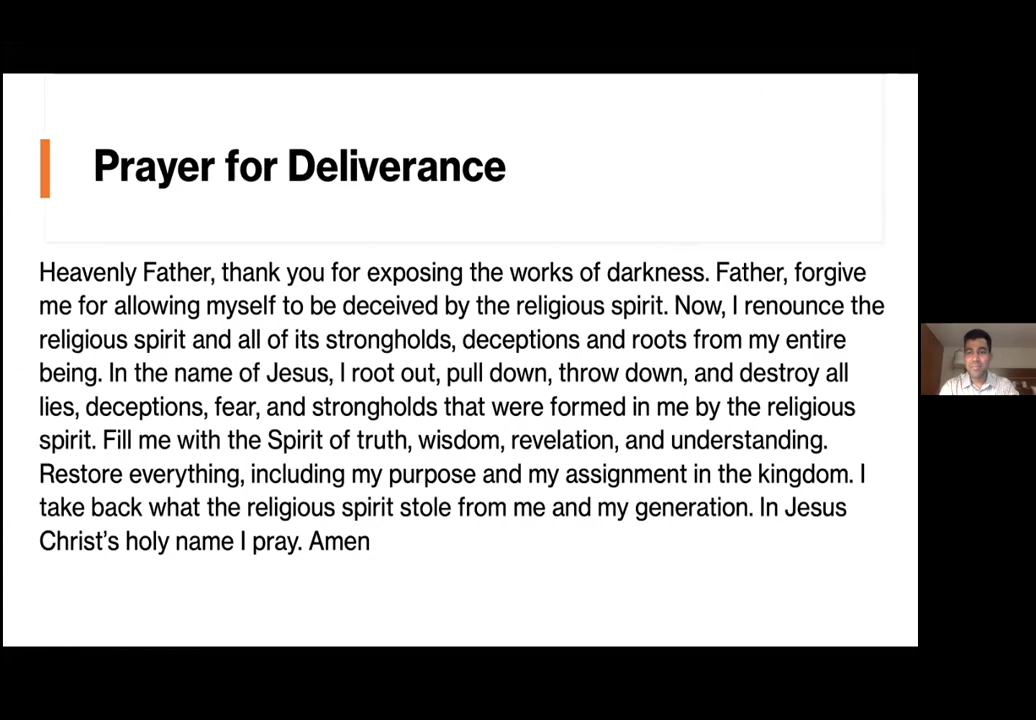 Prayer for Deliverance
Heavenly Father, thank you for exposing the works of darkness. Father, forgive
me for allowing myself to be deceived by the religious spirit. Now, I renounce the
religious spirit and all of its strongholds, deceptions and roots from my entire
being. In the name of Jesus, I root out, pull down, throw down, and destroy all
lies, deceptions, fear, and strongholds that were formed in me by the religious
spirit. Fill me with the Spirit of truth, wisdom, revelation, and understanding.
Restore everything, including my purpose and my assignment in the kingdom. I
take back what the religious spirit stole from me and my generation. In Jesus
Christ’s holy name I pray. Amen